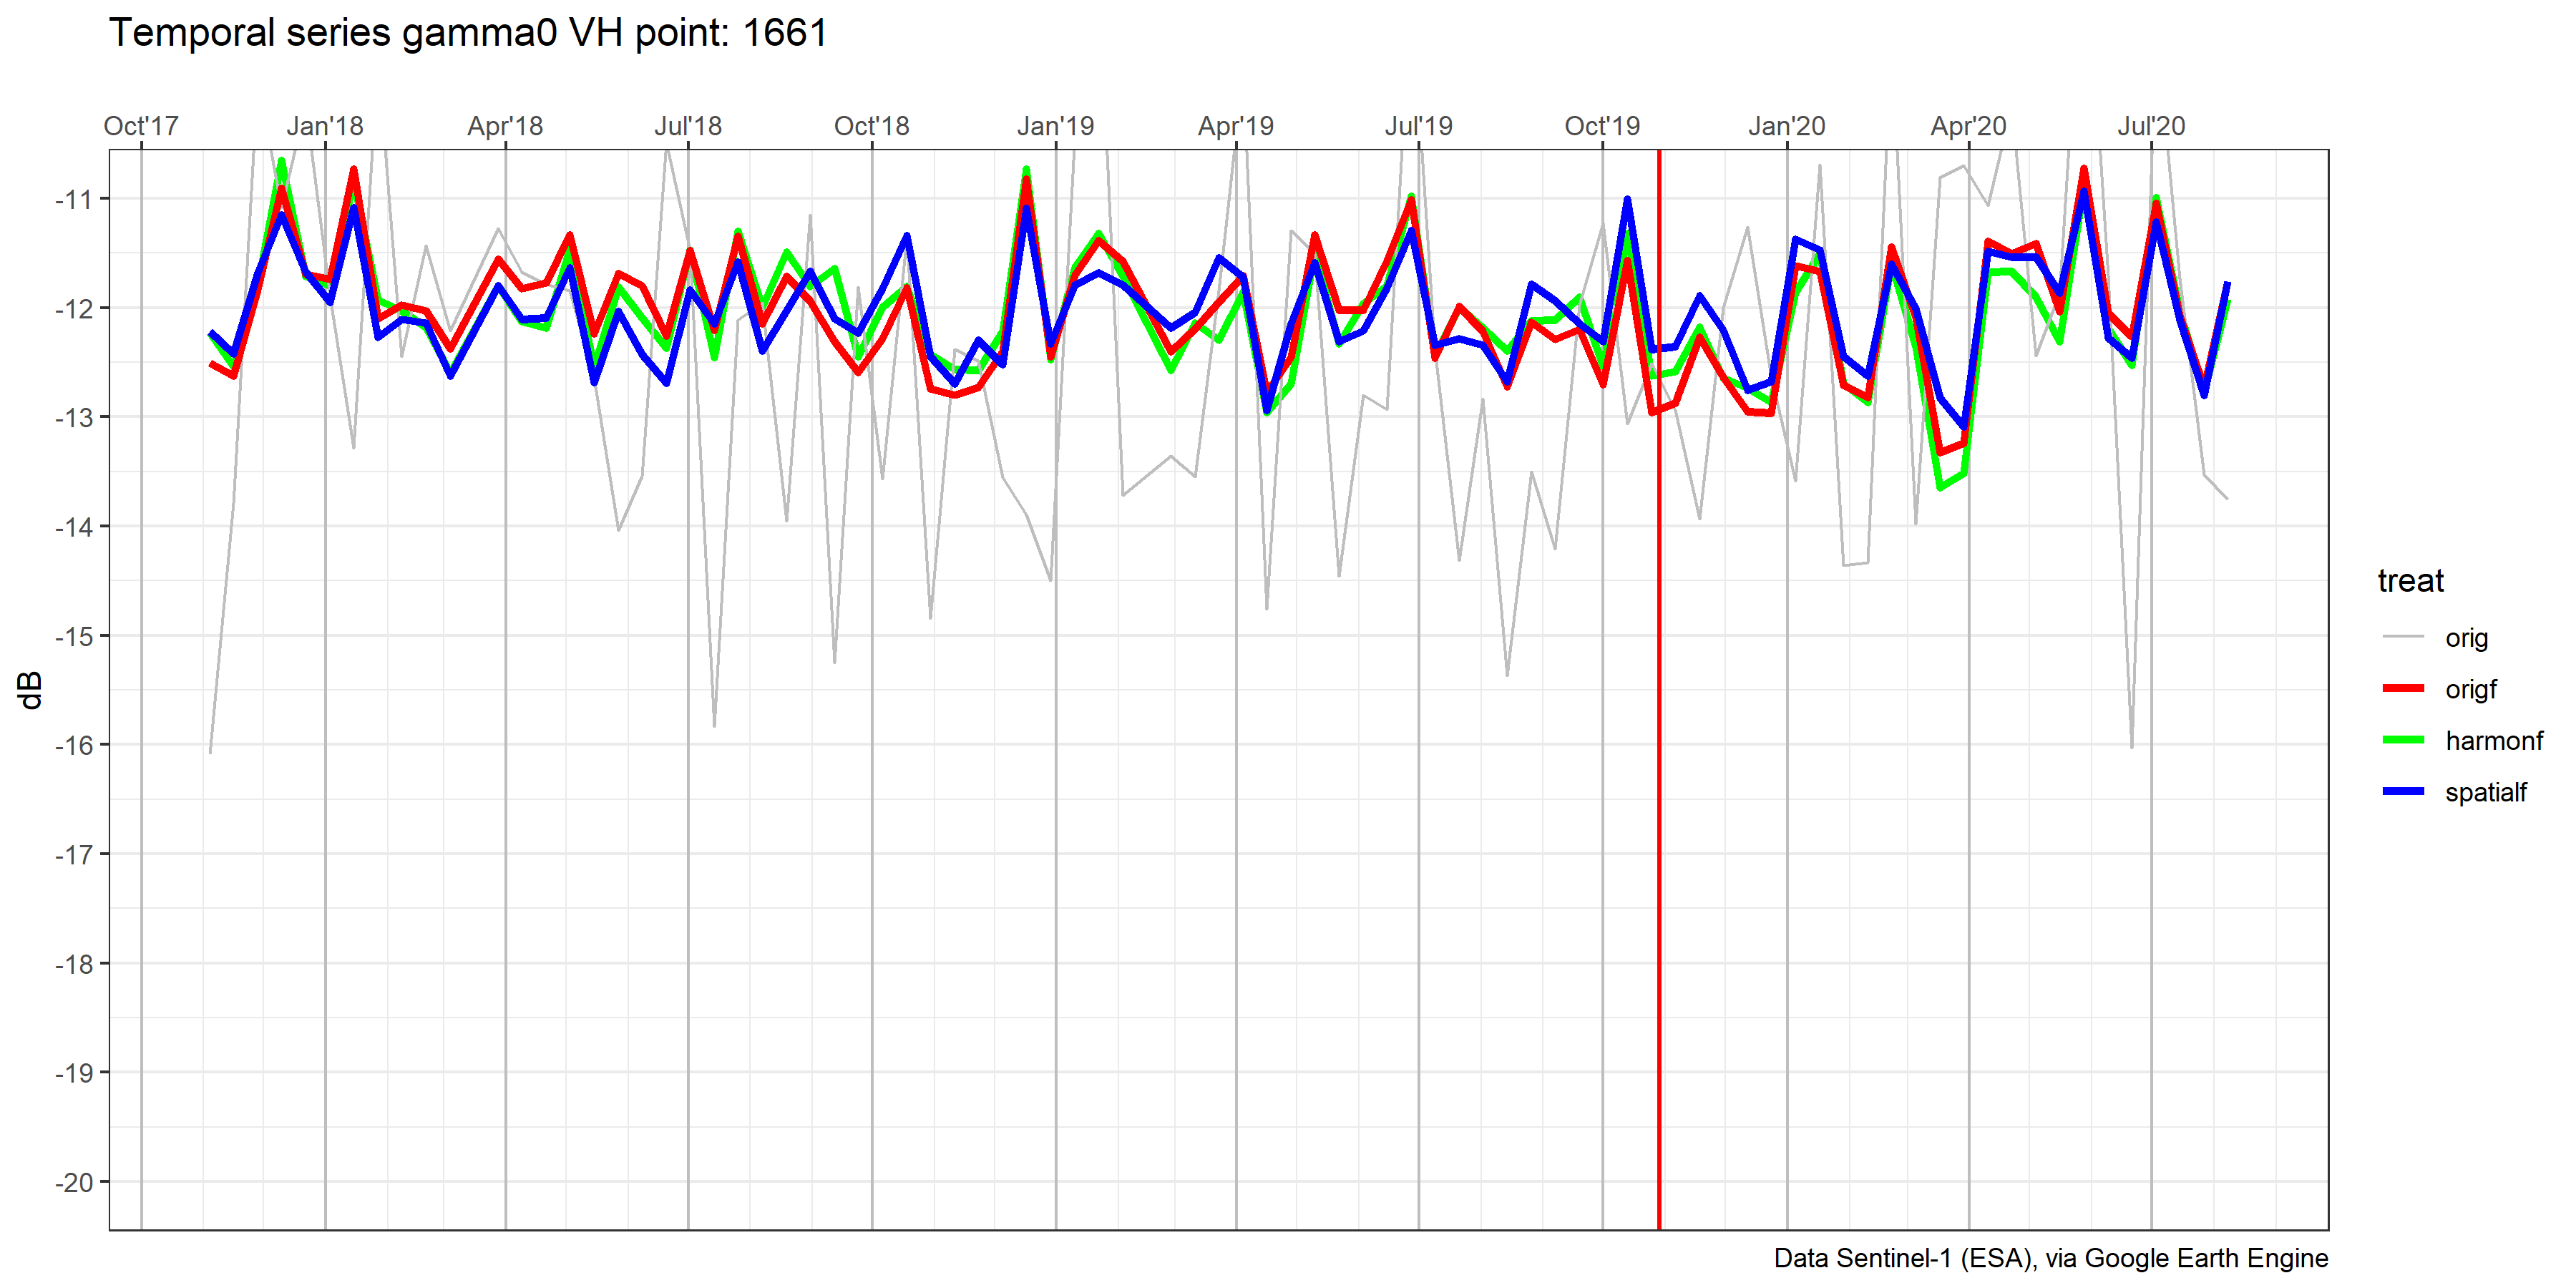 Temporal series gamma0 VH point: 1661
Oct'17 Jan'18 Apr'18 Jul'18 Oct'18 Jan'19 Apr'19 Jul'19 Oct'19 Jan'20 Apr'20 Jul'20
-11
-12
-13
-14
-15
-16
-17
-18
-19
-20
dB
treat
orig
origf
harmonf
spatialf
Data Sentinel-1 (ESA), via Google Earth Engine